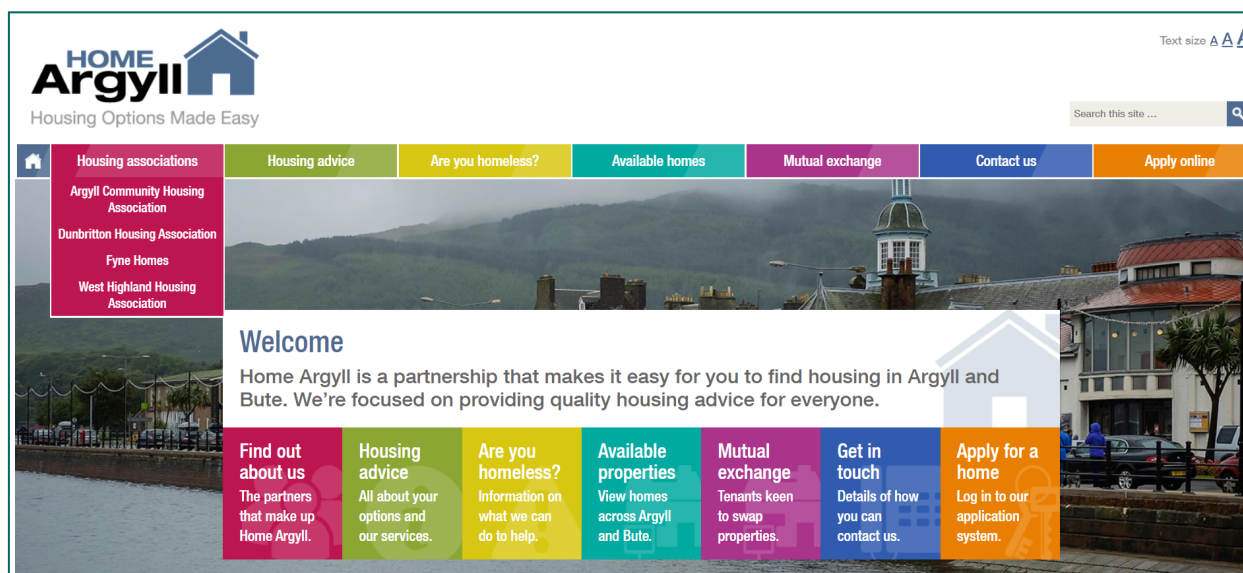 HOME
Argyll
Housing Options Made Easy
Text size A A A
Search this site ...
Housing associations
Housing advice
Are you homeless?
Available homes
Mutual exchange
Contact us
Apply online
Argyll Community Housing
Association
Dunbritton Housing Association
Fyne Homes
West Highland Housing
Association
Welcome
Home Argyll is a partnership that makes it easy for you to find housing in Argyll and
Bute. We're focused on providing quality housing advice for everyone.
Find out
about us
The partners
that make up
Home Argyll.
Housing
advice
All about your
options and
our services.
Are you
homeless?
Information on
what we can
do to help.
Available
properties
View homes
across Argyll
and Bute.
Mutual
exchange
Tenants keen
to swap
properties.
Get in
touch
Details of how
you can
contact us.
Apply for a
home
Log in to our
application
system.